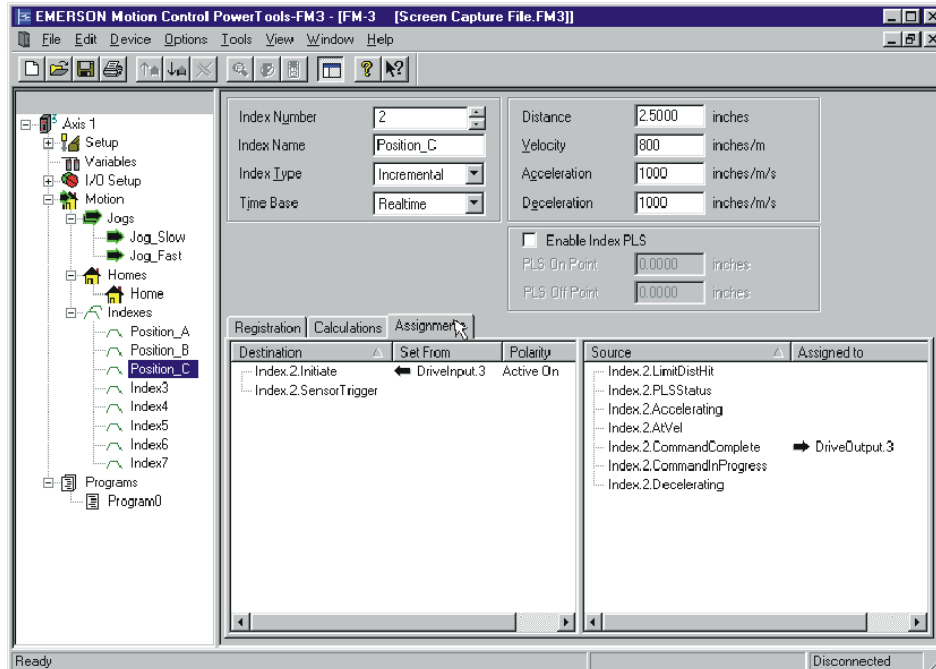 EMERSON Motion Control PowerTools-FM3 - [FM-3 [Screen Capture File.FM3]]
File Edit Device Options Tools View Window Help
Axis 1
Setup
Variables
I/O Setup
Motion
Jogs
Jog_Slow
Jog_Fast
Homes
Home
Indexes
Position_A
Position_B
Position_C
Index3
Index4
Index5
Index6
Index7
Programs
Program0
Index Number 2
Index Name Position_C
Index Type Incremental
Time Base Realtime
Distance 2.5000 inches
Velocity 800 inches/m
Acceleration 1000 inches/m/s
Deceleration 1000 inches/m/s
Enable Index PLS
PLS On Point 0.0000 inches
PLS Off Point 0.0000 inches
Registration Calculations Assignments
Destination Set From Polarity
Index.2.Initiate DriveInput.3 Active On
Index.2.SensorTrigger
Source Assigned to
Index.2.LimitDistHit
Index.2.PLSStatus
Index.2.Accelerating
Index.2.AtVel
Index.2.CommandComplete DriveOutput.3
Index.2.CommandInProgress
Index.2.Decelerating
Ready Disconnected